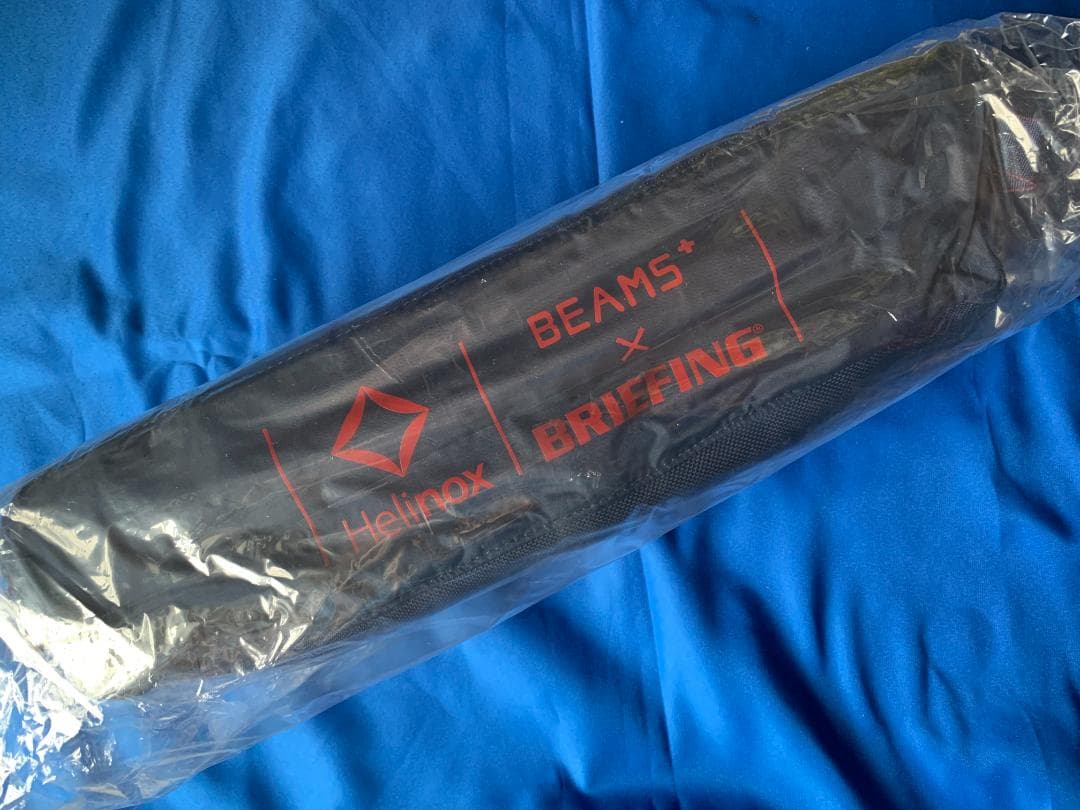 Helinox
BEAMS+
×
BRIEFING®